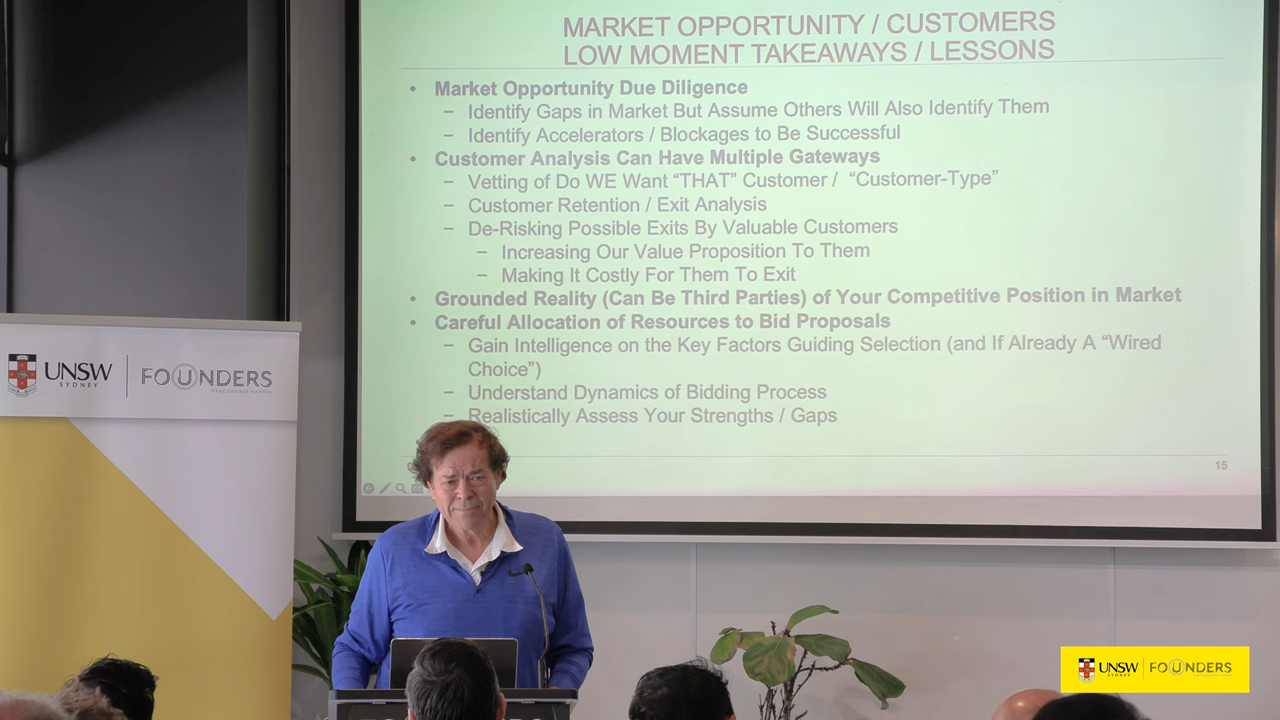 MARKET OPPORTUNITY / CUSTOMERS
LOW MOMENT TAKEAWAYS / LESSONS
• Market Opportunity Due Diligence
– Identify Gaps in Market But Assume Others Will Also Identify Them
– Identify Accelerators / Blockages to Be Successful
• Customer Analysis Can Have Multiple Gateways
– Vetting of Do WE Want “THAT” Customer / “Customer-Type”
– Customer Retention / Exit Analysis
– De-Risking Possible Exits By Valuable Customers
– Increasing Our Value Proposition To Them
– Making It Costly For Them To Exit
• Grounded Reality (Can Be Third Parties) of Your Competitive Position in Market
• Careful Allocation of Resources to Bid Proposals
– Gain Intelligence on the Key Factors Guiding Selection (and If Already A “Wired
Choice”)
– Understand Dynamics of Bidding Process
– Realistically Assess Your Strengths / Gaps
15
UNSW
SYDNEY
FOUNDERS
UNSW
SYDNEY
FOUNDERS